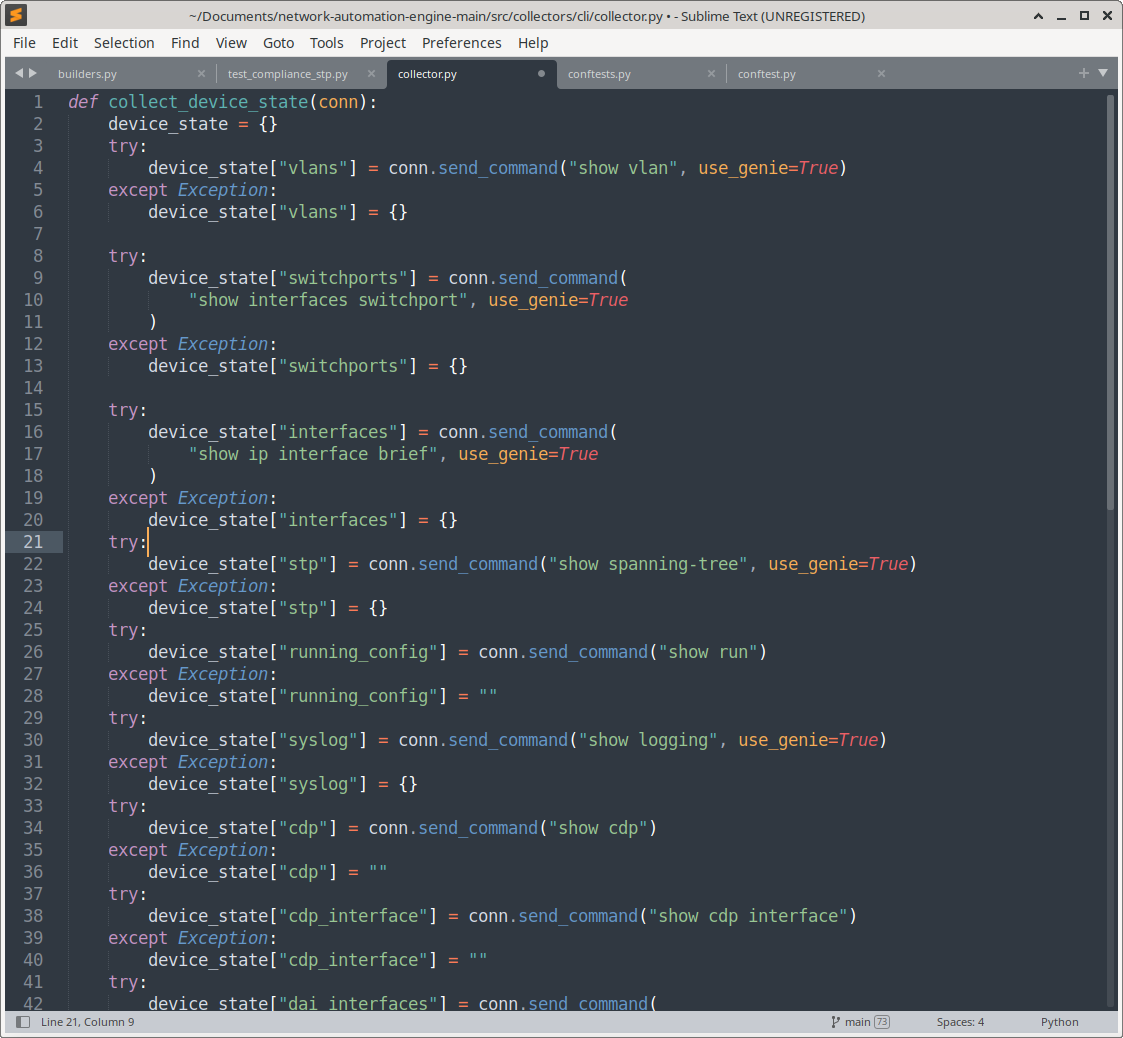 ~/Documents/network-automation-engine-main/src/collectors/cli/collector.py • - Sublime Text (UNREGISTERED)
File Edit Selection Find View Goto Tools Project Preferences Help
builders.py test_compliance_stp.py collector.py conftests.py conftest.py
1 def collect_device_state(conn):
2     device_state = {}
3     try:
4         device_state["vlans"] = conn.send_command("show vlan", use_genie=True)
5     except Exception:
6         device_state["vlans"] = {}
7
8     try:
9         device_state["switchports"] = conn.send_command(
10             "show interfaces switchport", use_genie=True
11         )
12     except Exception:
13         device_state["switchports"] = {}
14
15     try:
16         device_state["interfaces"] = conn.send_command(
17             "show ip interface brief", use_genie=True
18         )
19     except Exception:
20         device_state["interfaces"] = {}
21     try:
22         device_state["stp"] = conn.send_command("show spanning-tree", use_genie=True)
23     except Exception:
24         device_state["stp"] = {}
25     try:
26         device_state["running_config"] = conn.send_command("show run")
27     except Exception:
28         device_state["running_config"] = ""
29     try:
30         device_state["syslog"] = conn.send_command("show logging", use_genie=True)
31     except Exception:
32         device_state["syslog"] = {}
33     try:
34         device_state["cdp"] = conn.send_command("show cdp")
35     except Exception:
36         device_state["cdp"] = ""
37     try:
38         device_state["cdp_interface"] = conn.send_command("show cdp interface")
39     except Exception:
40         device_state["cdp_interface"] = ""
41     try:
42         device_state["dai_interfaces"] = conn.send_command(
Line 21, Column 9 main 73 Spaces: 4 Python